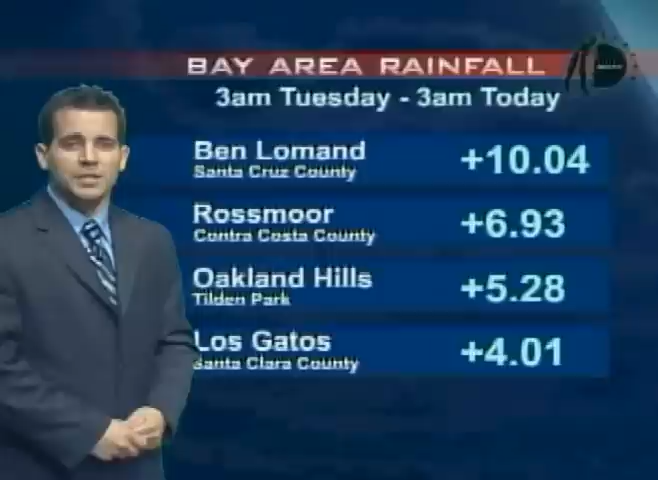 BAY AREA RAINFALL
3am Tuesday - 3am Today
Ben Lomand
Santa Cruz County
+10.04
Rossmoor
Contra Costa County
+6.93
Oakland Hills
Tilden Park
+5.28
Los Gatos
Santa Clara County
+4.01